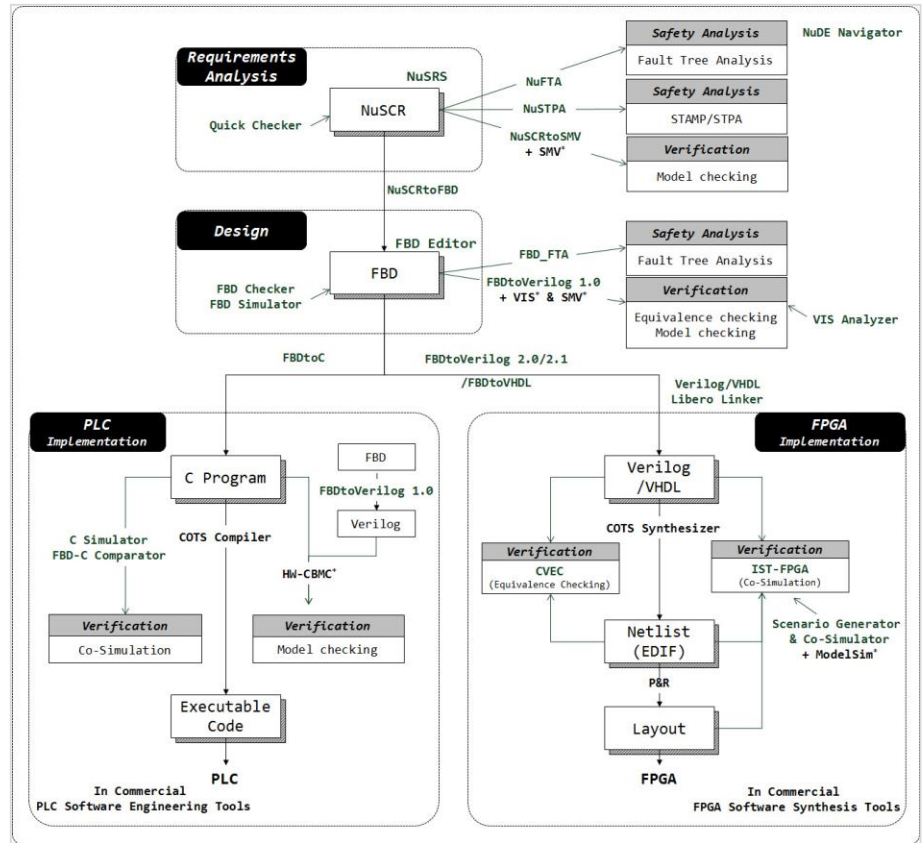 Requirements
Analysis
NuSRS
NuSCR
Quick Checker
NuFTA
NuSTPA
NuSCRtoSMV
+ SMV*
Safety Analysis
Fault Tree Analysis
NuDE Navigator
Safety Analysis
STAMP/STPA
Verification
Model checking
NuSCRtoFBD
Design
FBD Editor
FBD
FBD Checker
FBD Simulator
FBD_FTA
FBDtoVerilog 1.0
+ VIS* & SMV*
Safety Analysis
Fault Tree Analysis
Verification
Equivalence checking
Model checking
VIS Analyzer
FBDtoC
FBDtoVerilog 2.0/2.1
/FBDtoVHDL
Verilog/VHDL
Libero Linker
PLC
Implementation
C Program
FBD
FBDtoVerilog 1.0
Verilog
C Simulator
FBD-C Comparator
COTS Compiler
HW-CBMC*
Verification
Co-Simulation
Verification
Model checking
Executable
Code
PLC
In Commercial
PLC Software Engineering Tools
FPGA
Implementation
Verilog
/VHDL
COTS Synthesizer
Verification
CVEC
(Equivalence Checking)
Verification
IST-FPGA
(Co-Simulation)
Scenario Generator
& Co-Simulator
+ ModelSim*
Netlist
(EDIF)
P&R
Layout
FPGA
In Commercial
FPGA Software Synthesis Tools